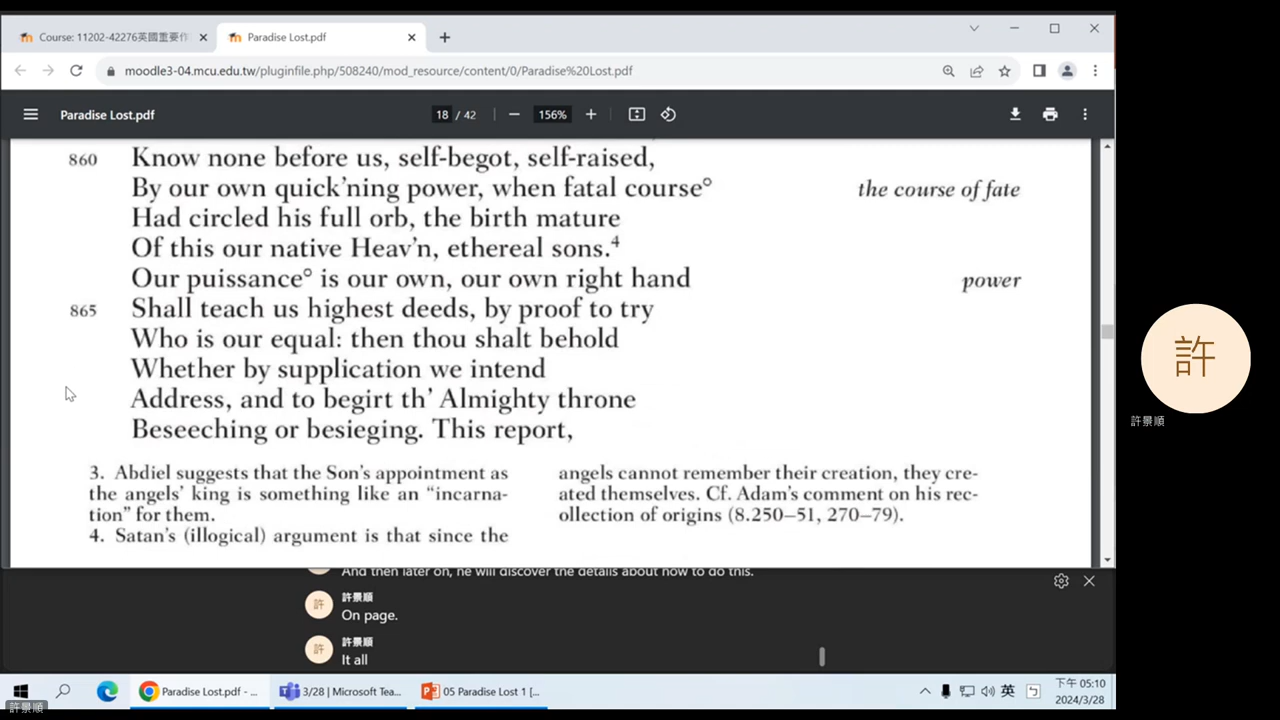 Course: 11202-42276英國重要作
Paradise Lost.pdf
moodle3-04.mcu.edu.tw/pluginfile.php/508240/mod_resource/content/0/Paradise%20Lost.pdf
Paradise Lost.pdf
18 / 42
156%
860 Know none before us, self-begot, self-raised,
By our own quick'ning power, when fatal course° the course of fate
Had circled his full orb, the birth mature
Of this our native Heav'n, ethereal sons.4
Our puissance° is our own, our own right hand power
865 Shall teach us highest deeds, by proof to try
Who is our equal: then thou shalt behold
Whether by supplication we intend
Address, and to begirt th' Almighty throne
Beseeching or besieging. This report,
3. Abdiel suggests that the Son's appointment as
the angels' king is something like an "incarna-
tion" for them.
4. Satan's (illogical) argument is that since the
angels cannot remember their creation, they cre-
ated themselves. Cf. Adam's comment on his rec-
ollection of origins (8.250–51, 270–79).
許
許景順
And then later on, he will discover the details about how to do this.
許
許景順
On page.
許
許景順
It all
Paradise Lost.pdf - ...
3/28 | Microsoft Tea...
05 Paradise Lost 1 [...
英
下午 05:10
2024/3/28
許景順